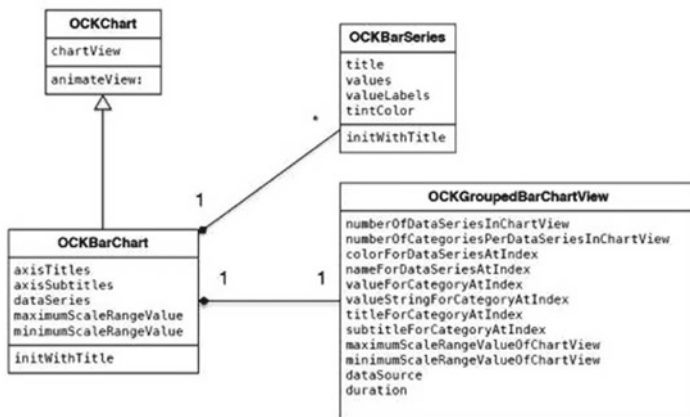 OCKChart
chartView
animateView:
OCKBarSeries
title
values
valueLabels
tintColor
initWithTitle
*
1
OCKBarChart
axisTitles
axisSubtitles
dataSeries
maximumScaleRangeValue
minimumScaleRangeValue
initWithTitle
1
1
OCKGroupedBarChartView
numberOfDataSeriesInChartView
numberOfCategoriesPerDataSeriesInChartView
colorForDataSeriesAtIndex
nameForDataSeriesAtIndex
valueForCategoryAtIndex
valueStringForCategoryAtIndex
titleForCategoryAtIndex
subtitleForCategoryAtIndex
maximumScaleRangeValueOfChartView
minimumScaleRangeValueOfChartView
dataSource
duration